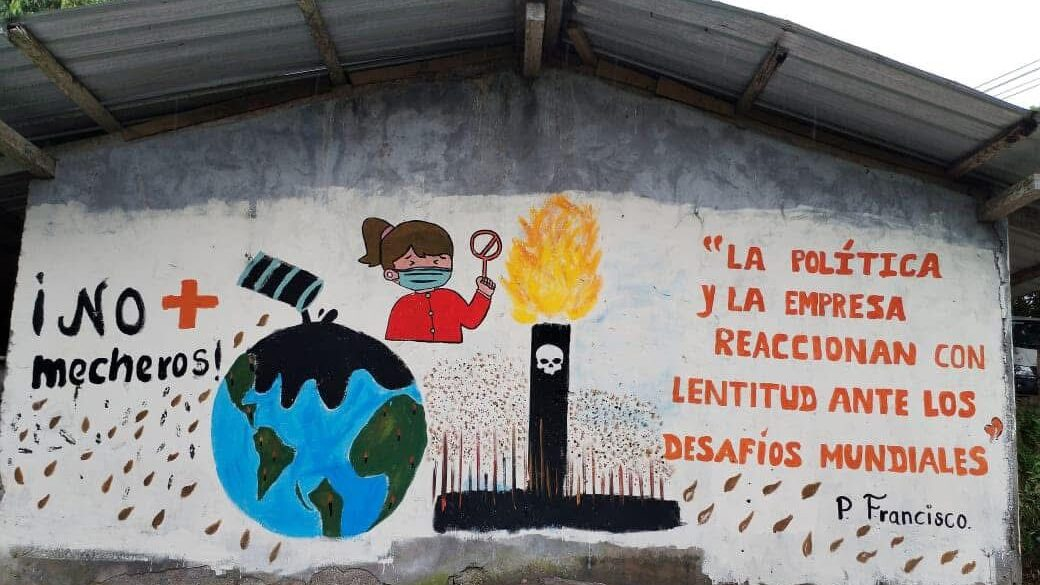 ¡NO +
mecheros!
"LA POLÍTICA
Y LA EMPRESA
REACCIONAN CON
LENTITUD ANTE LOS
DESAFÍOS MUNDIALES"
P. Francisco.